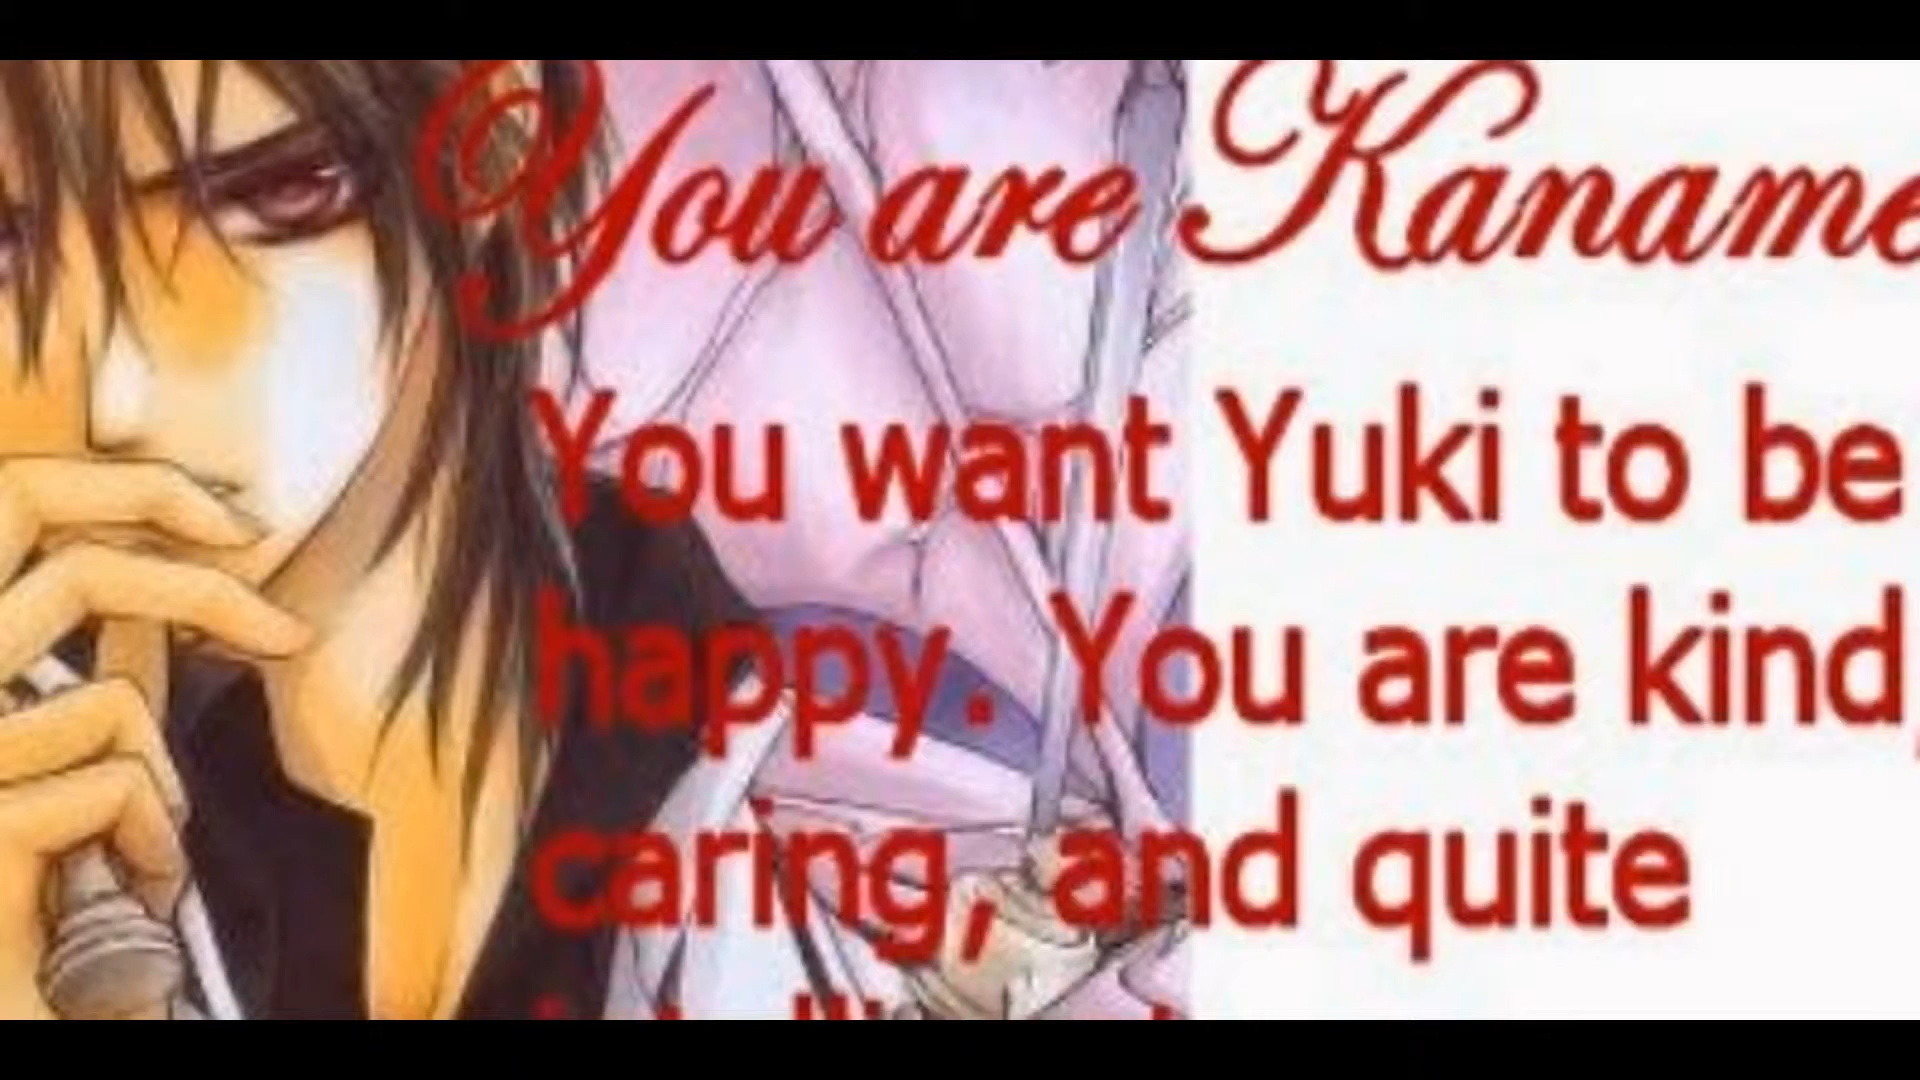 You are Kaname
You want Yuki to be
happy. You are kind,
caring, and quite